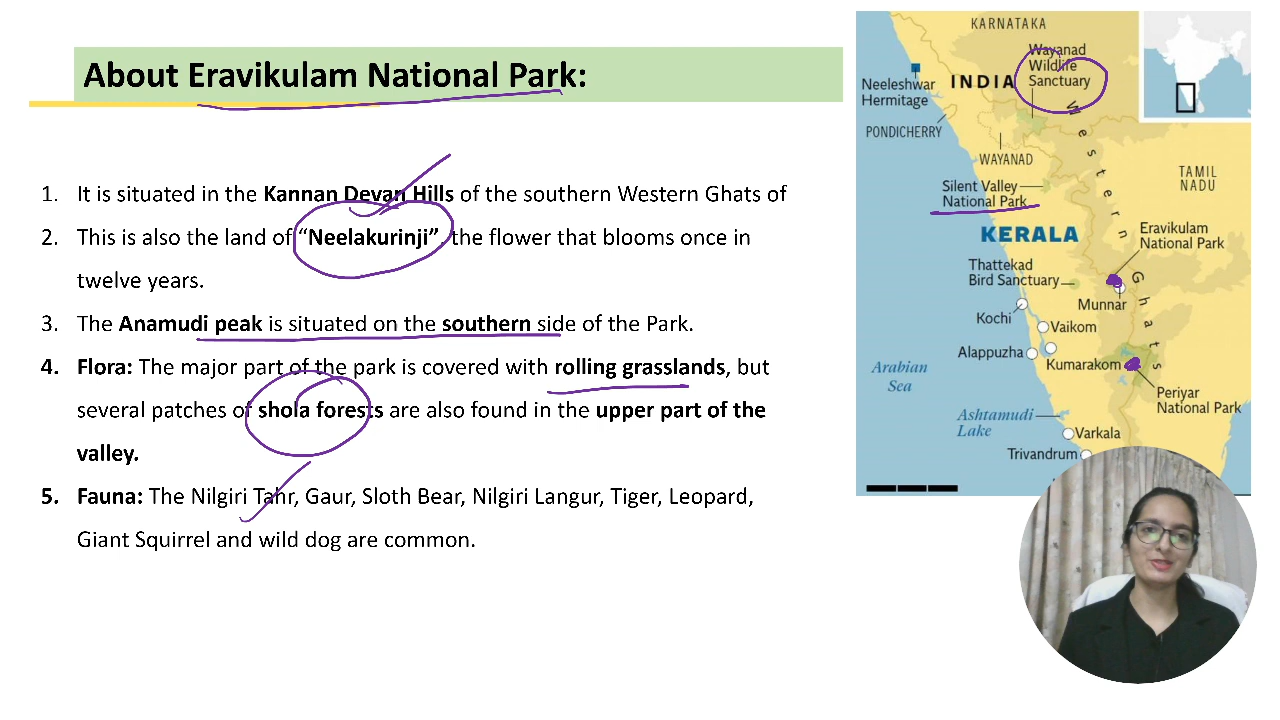 About Eravikulam National Park:
1. It is situated in the Kannan Devan Hills of the southern Western Ghats of
2. This is also the land of “Neelakurinji”, the flower that blooms once in
twelve years.
3. The Anamudi peak is situated on the southern side of the Park.
4. Flora: The major part of the park is covered with rolling grasslands, but
several patches of shola forests are also found in the upper part of the
valley.
5. Fauna: The Nilgiri Tahr, Gaur, Sloth Bear, Nilgiri Langur, Tiger, Leopard,
Giant Squirrel and wild dog are common.
KARNATAKA
Wayanad
Wildlife
Sanctuary
INDIA
Neeleshwar
Hermitage
PONDICHERRY
WAYANAD
Western Ghats
TAMIL
NADU
Silent Valley
National Park
KERALA
Eravikulam
National Park
Thattekad
Bird Sanctuary
Munnar
Kochi
Vaikom
Alappuzha
Kumarakom
Arabian
Sea
Periyar
National Park
Ashtamudi
Lake
Varkala
Trivandrum